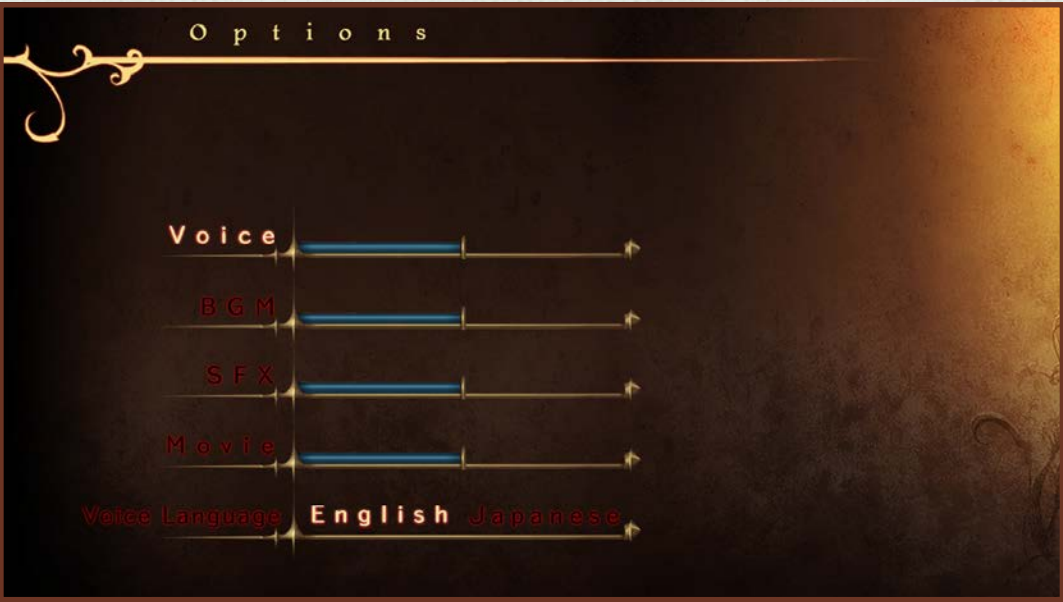 Options
Voice
BGM
SFX
Movie
Voice Language English Japanese